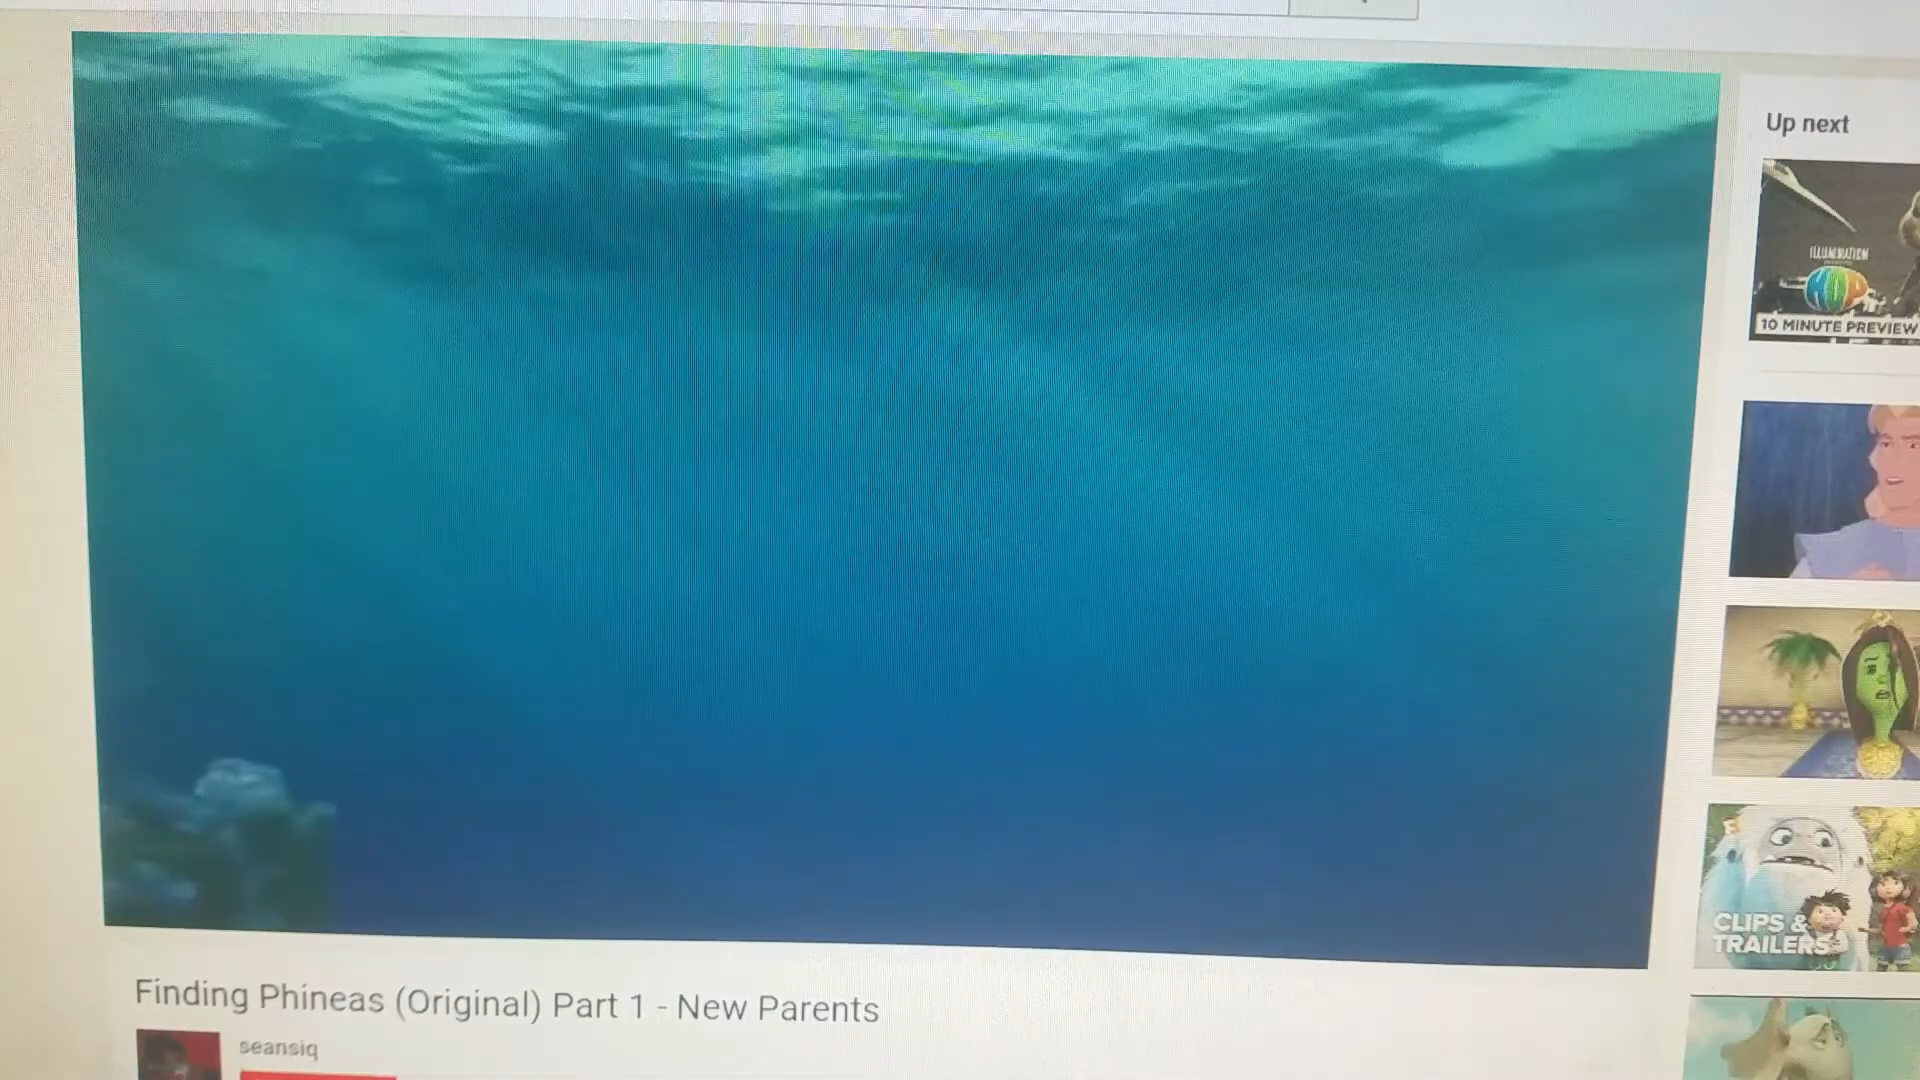 Up next
ILLUMINATION
HOP
10 MINUTE PREVIEW
CLIPS &
TRAILERS
Finding Phineas (Original) Part 1 - New Parents
seansiq